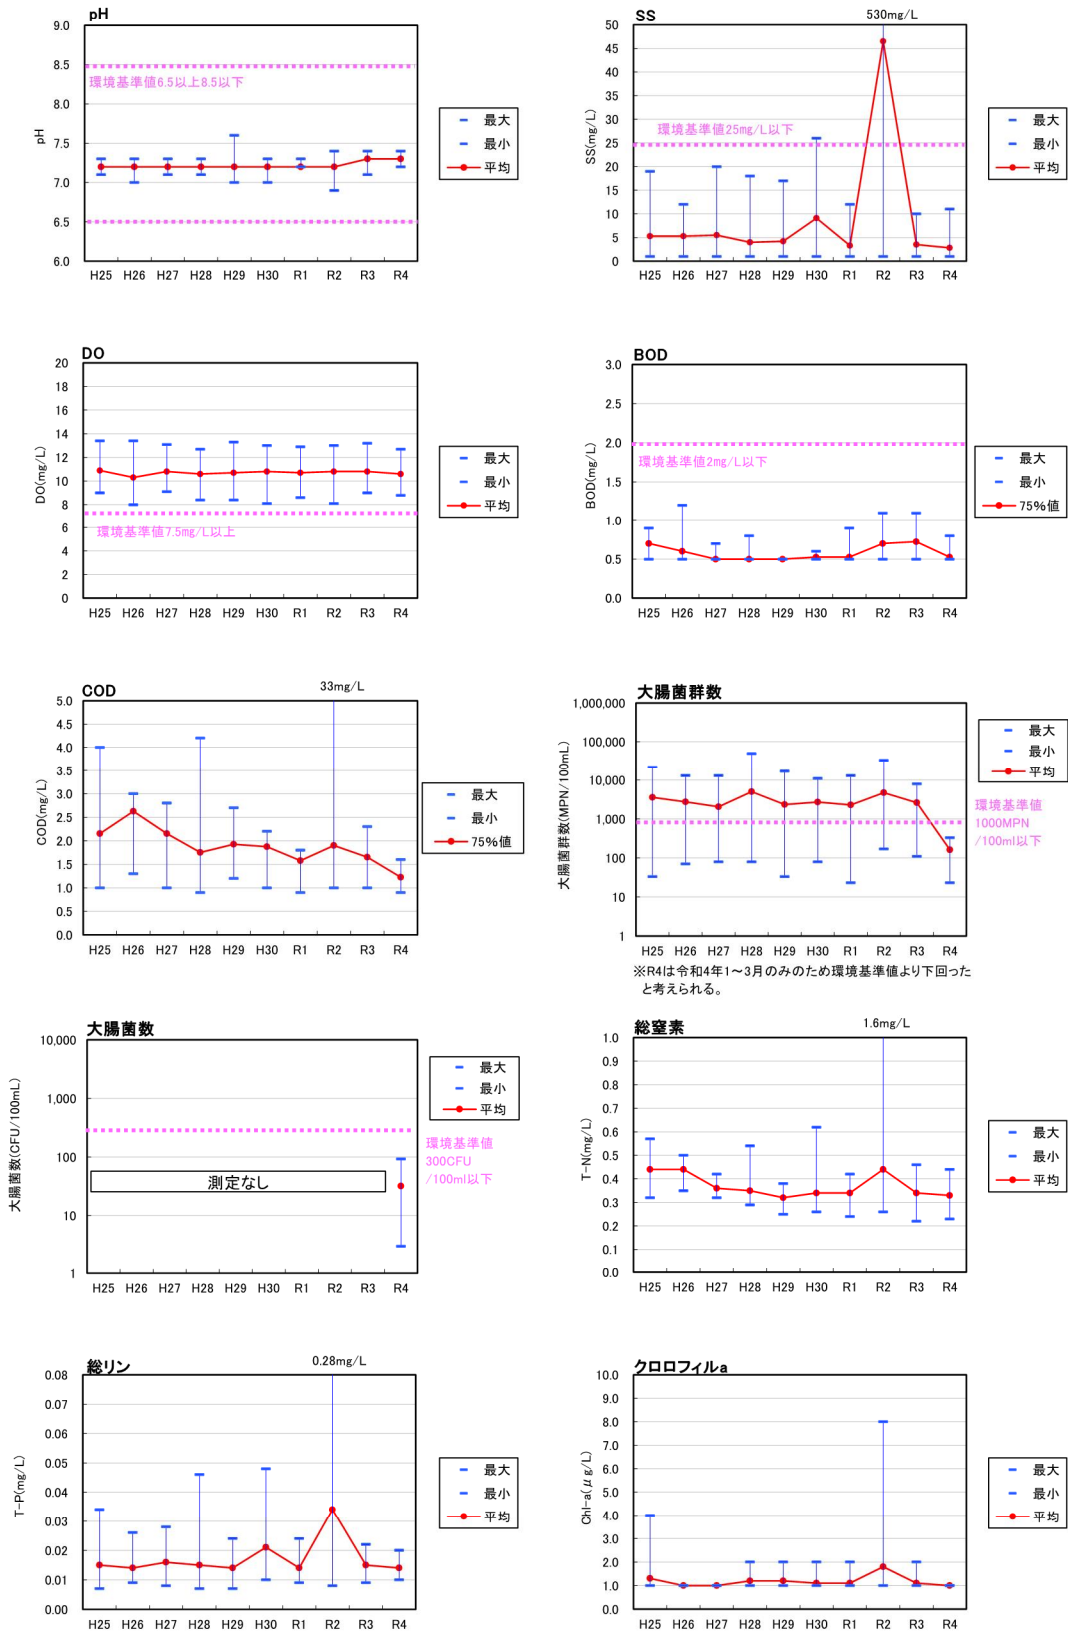 pH
9.0
8.5
8.0
7.5
7.0
6.5
6.0
pH
環境基準値6.5以上8.5以下
H25 H26 H27 H28 H29 H30 R1 R2 R3 R4
最大
最小
平均
SS
530mg/L
50
45
40
35
30
25
20
15
10
5
0
SS(mg/L)
環境基準値25mg/L以下
H25 H26 H27 H28 H29 H30 R1 R2 R3 R4
最大
最小
平均
DO
20
18
16
14
12
10
8
6
4
2
0
DO(mg/L)
環境基準値7.5mg/L以上
H25 H26 H27 H28 H29 H30 R1 R2 R3 R4
最大
最小
平均
BOD
3.0
2.5
2.0
1.5
1.0
0.5
0.0
BOD(mg/L)
環境基準値2mg/L以下
H25 H26 H27 H28 H29 H30 R1 R2 R3 R4
最大
最小
75%値
COD
33mg/L
5.0
4.5
4.0
3.5
3.0
2.5
2.0
1.5
1.0
0.5
0.0
COD(mg/L)
H25 H26 H27 H28 H29 H30 R1 R2 R3 R4
最大
最小
75%値
大腸菌群数
1,000,000
100,000
10,000
1,000
100
10
1
大腸菌群数(MPN/100mL)
H25 H26 H27 H28 H29 H30 R1 R2 R3 R4
最大
最小
平均
環境基準値
1000MPN
/100ml以下
※R4は令和4年1~3月のみのため環境基準値より下回った
と考えられる。
大腸菌数
10,000
1,000
100
10
1
大腸菌数(CFU/100mL)
測定なし
H25 H26 H27 H28 H29 H30 R1 R2 R3 R4
最大
最小
平均
環境基準値
300CFU
/100ml以下
総窒素
1.6mg/L
1.0
0.9
0.8
0.7
0.6
0.5
0.4
0.3
0.2
0.1
0.0
T-N(mg/L)
H25 H26 H27 H28 H29 H30 R1 R2 R3 R4
最大
最小
平均
総リン
0.28mg/L
0.08
0.07
0.06
0.05
0.04
0.03
0.02
0.01
0.00
T-P(mg/L)
H25 H26 H27 H28 H29 H30 R1 R2 R3 R4
最大
最小
平均
クロロフィルa
10.0
9.0
8.0
7.0
6.0
5.0
4.0
3.0
2.0
1.0
0.0
Chl-a(μg/L)
H25 H26 H27 H28 H29 H30 R1 R2 R3 R4
最大
最小
平均